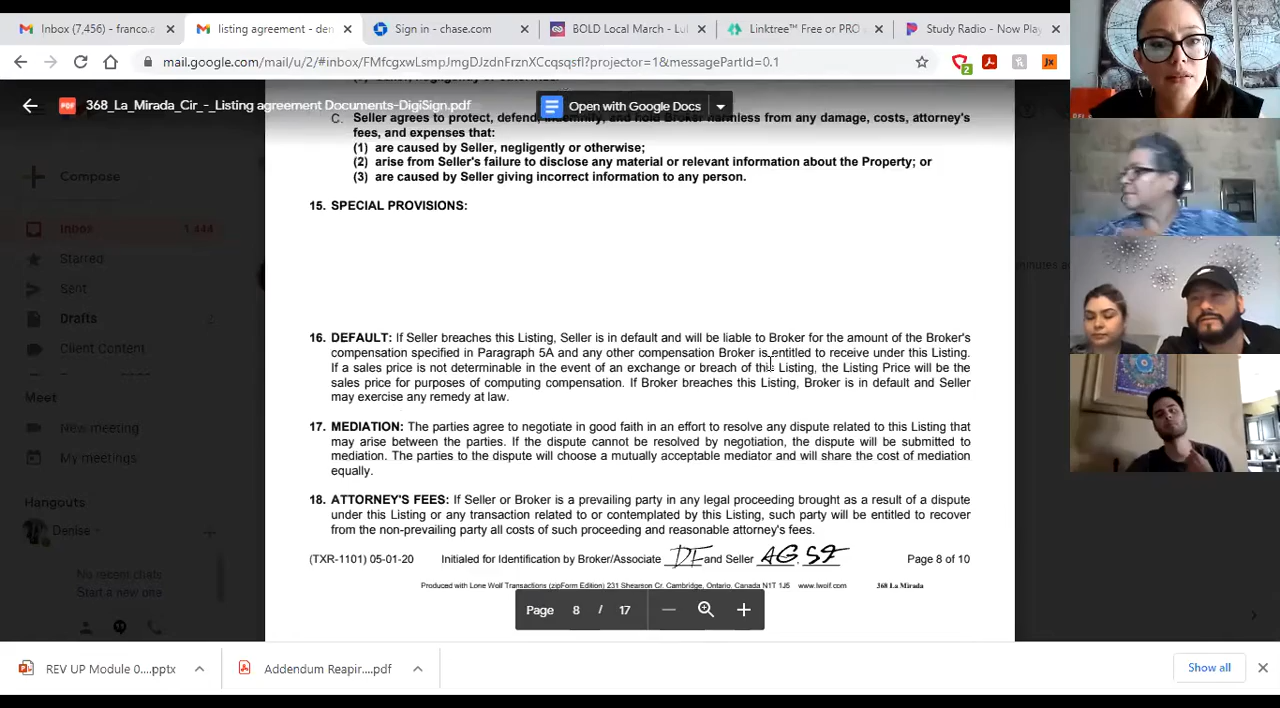 Inbox (7,456) - franco.a
listing agreement - den
Sign in - chase.com
BOLD Local March - Lul
Linktree™ Free or PRO
Study Radio - Now Play
mail.google.com/mail/u/2/#inbox/FMfcgxwLsmpJmgDJzdnFrznXCcqsqsfl?projector=1&messagePartId=0.1
368_La_Mirada_Cir_-_Listing agreement Documents-DigiSign.pdf
Open with Google Docs
Compose
Inbox 1,444
Starred
Sent
Drafts 2
Client Content
More
Meet
New meeting
My meetings
Hangouts
Denise
No recent chats
Start a new one
C. Seller agrees to protect, defend, indemnify, and hold Broker harmless from any damage, costs, attorney's
fees, and expenses that:
(1) are caused by Seller, negligently or otherwise;
(2) arise from Seller's failure to disclose any material or relevant information about the Property; or
(3) are caused by Seller giving incorrect information to any person.
15. SPECIAL PROVISIONS:
16. DEFAULT: If Seller breaches this Listing, Seller is in default and will be liable to Broker for the amount of the Broker's
compensation specified in Paragraph 5A and any other compensation Broker is entitled to receive under this Listing.
If a sales price is not determinable in the event of an exchange or breach of this Listing, the Listing Price will be the
sales price for purposes of computing compensation. If Broker breaches this Listing, Broker is in default and Seller
may exercise any remedy at law.
17. MEDIATION: The parties agree to negotiate in good faith in an effort to resolve any dispute related to this Listing that
may arise between the parties. If the dispute cannot be resolved by negotiation, the dispute will be submitted to
mediation. The parties to the dispute will choose a mutually acceptable mediator and will share the cost of mediation
equally.
18. ATTORNEY'S FEES: If Seller or Broker is a prevailing party in any legal proceeding brought as a result of a dispute
under this Listing or any transaction related to or contemplated by this Listing, such party will be entitled to recover
from the non-prevailing party all costs of such proceeding and reasonable attorney's fees.
(TXR-1101) 05-01-20 Initialed for Identification by Broker/Associate DF and Seller AG. SF Page 8 of 10
Produced with Lone Wolf Transactions (zipForm Edition) 231 Shearson Cr. Cambridge, Ontario, Canada N1T 1J5 www.lwolf.com 368 La Mirada
Page 8 / 17
REV UP Module 0....pptx
Addendum Reapir....pdf
Show all